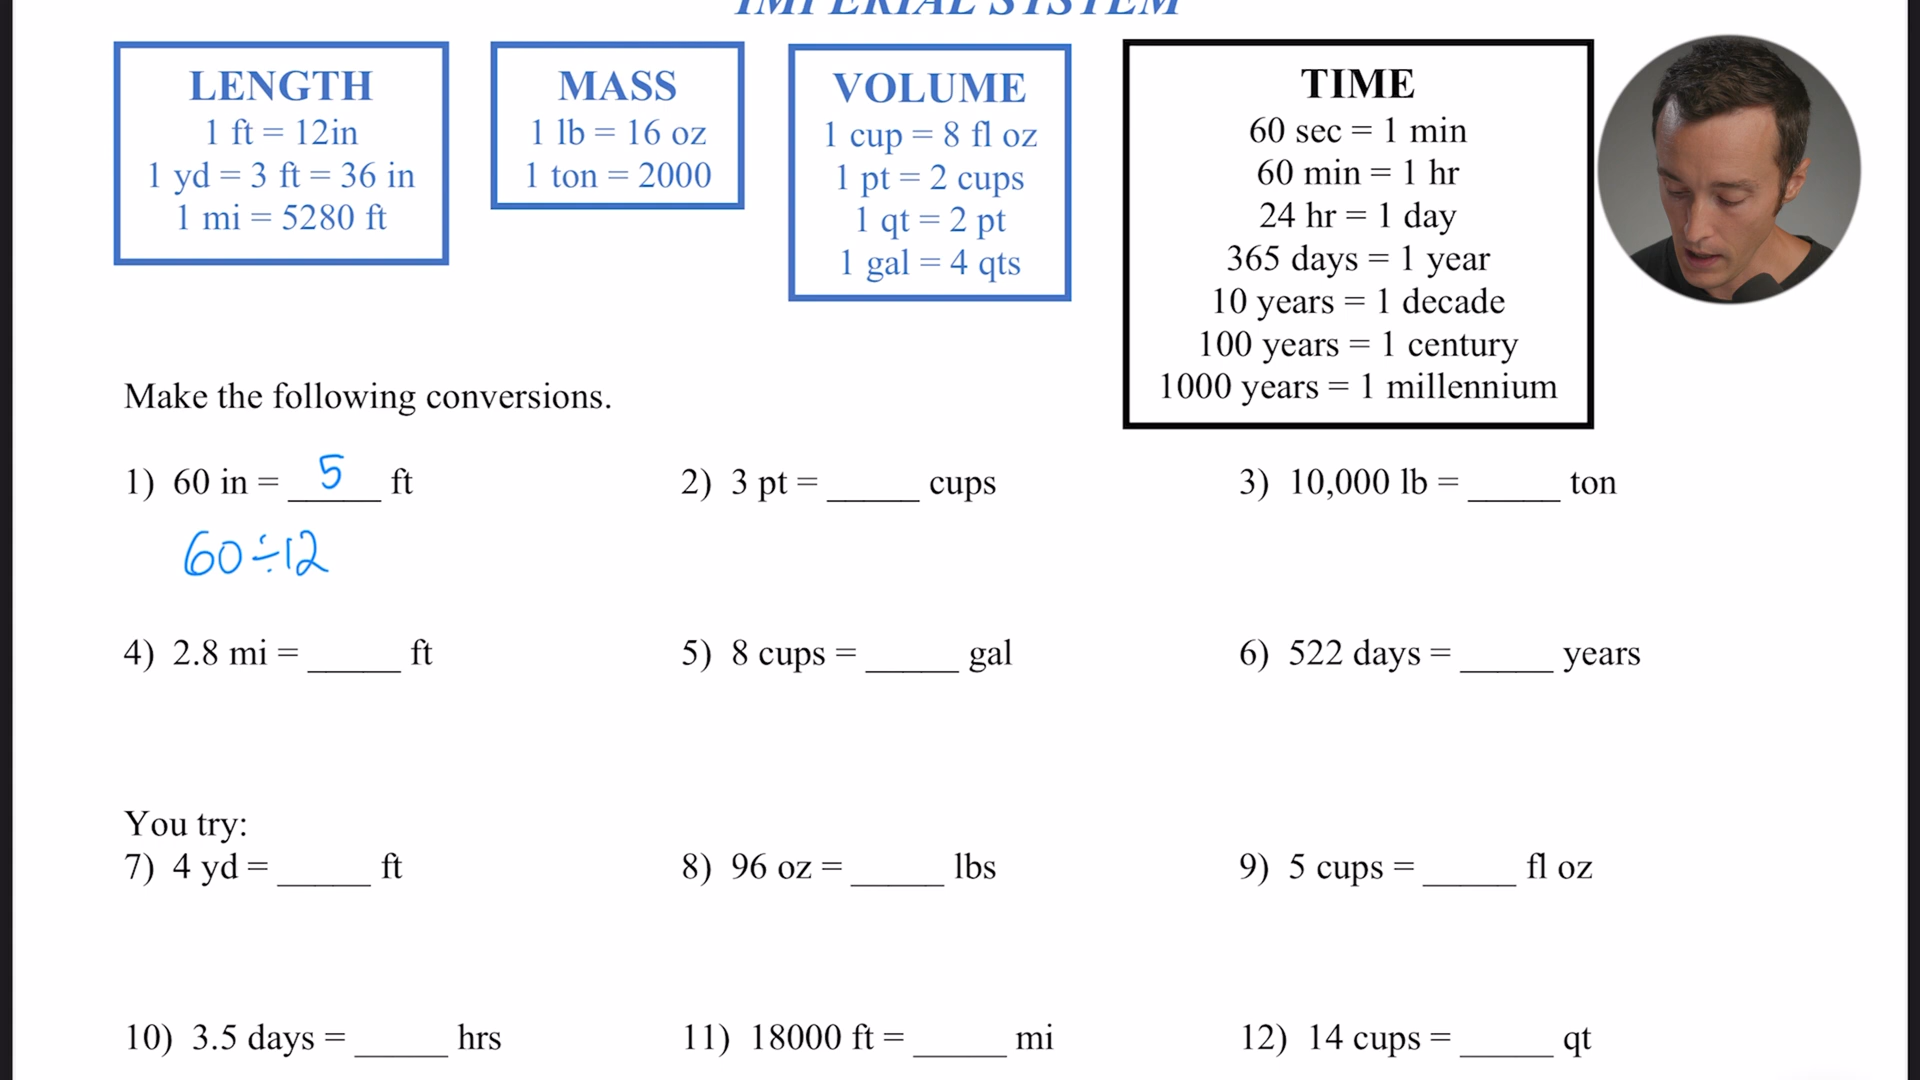 IMPERIAL SYSTEM
LENGTH
1 ft = 12in
1 yd = 3 ft = 36 in
1 mi = 5280 ft
MASS
1 lb = 16 oz
1 ton = 2000
VOLUME
1 cup = 8 fl oz
1 pt = 2 cups
1 qt = 2 pt
1 gal = 4 qts
TIME
60 sec = 1 min
60 min = 1 hr
24 hr = 1 day
365 days = 1 year
10 years = 1 decade
100 years = 1 century
1000 years = 1 millennium
Make the following conversions.
1) 60 in = __5__ ft
60÷12
2) 3 pt = _____ cups
3) 10,000 lb = _____ ton
4) 2.8 mi = _____ ft
5) 8 cups = _____ gal
6) 522 days = _____ years
You try:
7) 4 yd = _____ ft
8) 96 oz = _____ lbs
9) 5 cups = _____ fl oz
10) 3.5 days = _____ hrs
11) 18000 ft = _____ mi
12) 14 cups = _____ qt